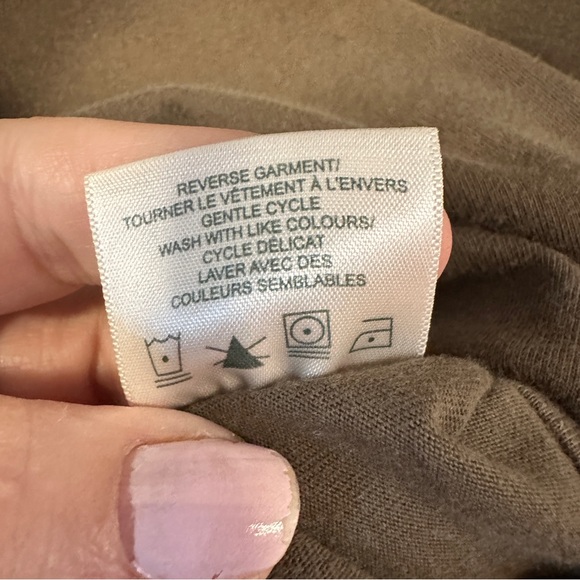 REVERSE GARMENT/
TOURNER LE VÊTEMENT À L'ENVERS
GENTLE CYCLE
WASH WITH LIKE COLOURS/
CYCLE DÉLICAT
LAVER AVEC DES
COULEURS SEMBLABLES